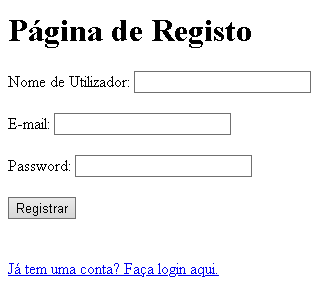 Página de Registo
Nome de Utilizador:
E-mail:
Password:
Registrar
Já tem uma conta? Faça login aqui.